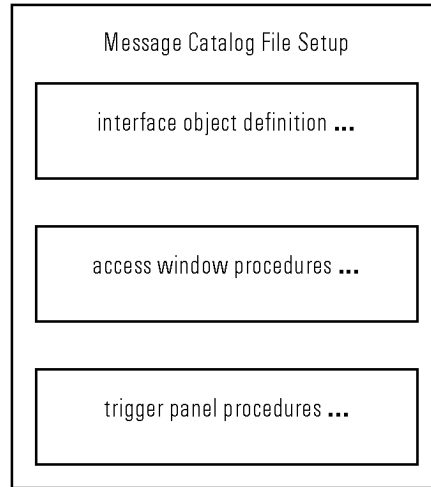 Message Catalog File Setup
interface object definition ...
access window procedures ...
trigger panel procedures ...